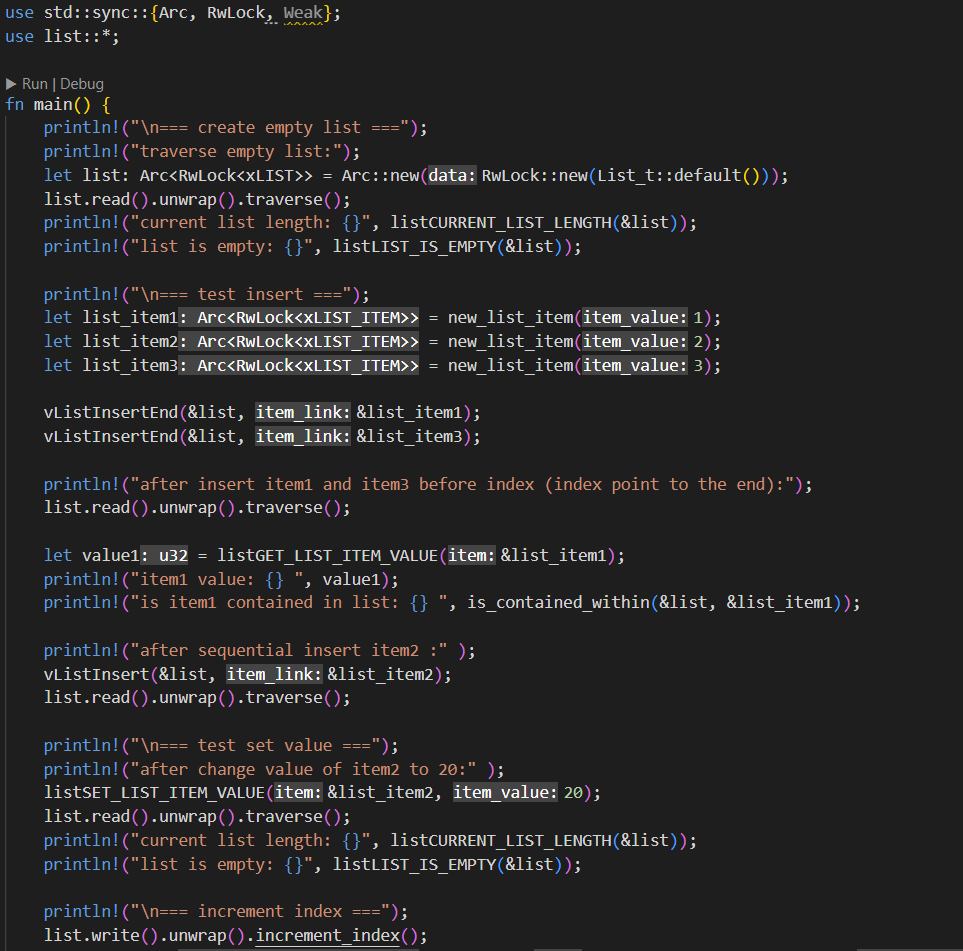 use std::sync::{Arc, RwLock, Weak};
use list::*;
▶ Run | Debug
fn main() {
println!("\n=== create empty list ===");
println!("traverse empty list:");
let list: Arc<RwLock<xLIST>> = Arc::new(data: RwLock::new(List_t::default()));
list.read().unwrap().traverse();
println!("current list length: {}", listCURRENT_LIST_LENGTH(&list));
println!("list is empty: {}", listLIST_IS_EMPTY(&list));
println!("\n=== test insert ===");
let list_item1: Arc<RwLock<xLIST_ITEM>> = new_list_item(item_value: 1);
let list_item2: Arc<RwLock<xLIST_ITEM>> = new_list_item(item_value: 2);
let list_item3: Arc<RwLock<xLIST_ITEM>> = new_list_item(item_value: 3);
vListInsertEnd(&list, item_link: &list_item1);
vListInsertEnd(&list, item_link: &list_item3);
println!("after insert item1 and item3 before index (index point to the end):");
list.read().unwrap().traverse();
let value1: u32 = listGET_LIST_ITEM_VALUE(item: &list_item1);
println!("item1 value: {} ", value1);
println!("is item1 contained in list: {} ", is_contained_within(&list, &list_item1));
println!("after sequential insert item2 :" );
vListInsert(&list, item_link: &list_item2);
list.read().unwrap().traverse();
println!("\n=== test set value ===");
println!("after change value of item2 to 20:" );
listSET_LIST_ITEM_VALUE(item: &list_item2, item_value: 20);
list.read().unwrap().traverse();
println!("current list length: {}", listCURRENT_LIST_LENGTH(&list));
println!("list is empty: {}", listLIST_IS_EMPTY(&list));
println!("\n=== increment index ===");
list.write().unwrap().increment_index();